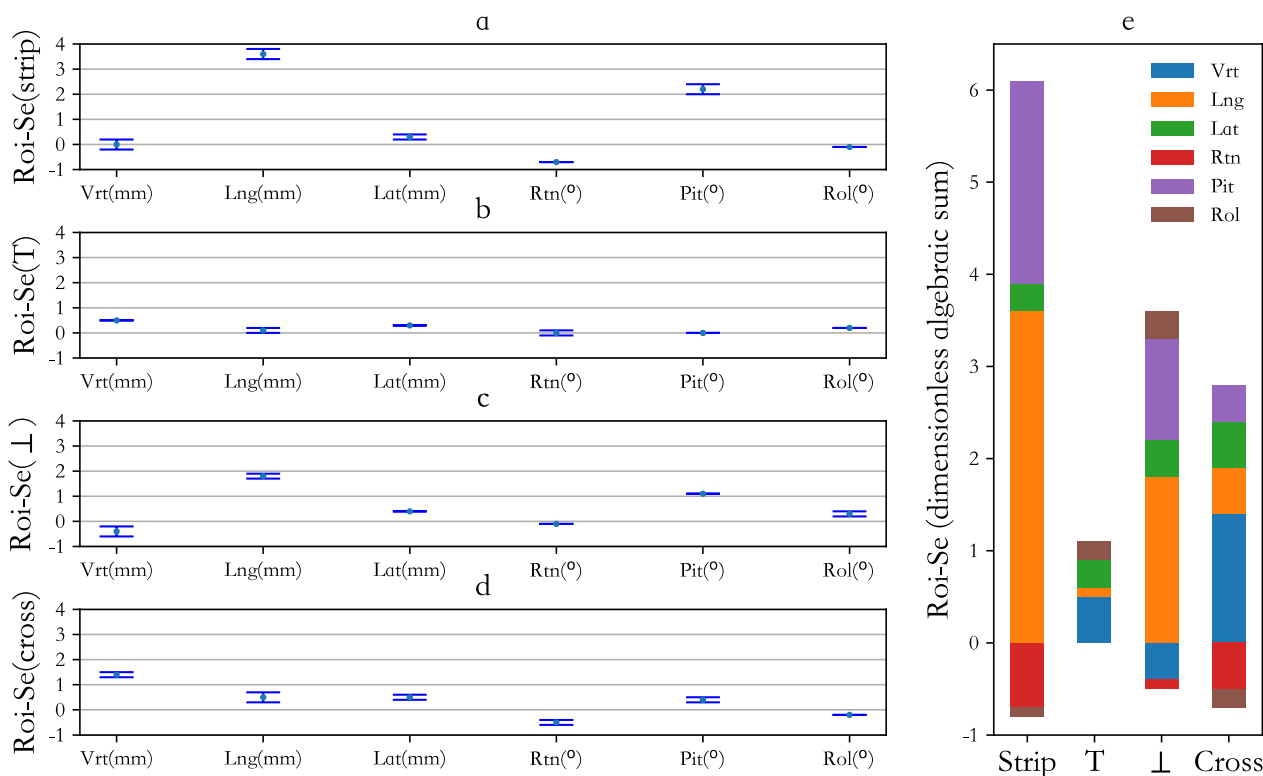 a
Roi-Se(strip)
4
3
2
1
0
-1
Vrt(mm) Lng(mm) Lat(mm) Rtn(º) Pit(º) Rol(º)
b
Roi-Se(T)
4
3
2
1
0
-1
Vrt(mm) Lng(mm) Lat(mm) Rtn(º) Pit(º) Rol(º)
c
Roi-Se(⊥)
4
3
2
1
0
-1
Vrt(mm) Lng(mm) Lat(mm) Rtn(º) Pit(º) Rol(º)
d
Roi-Se(cross)
4
3
2
1
0
-1
Vrt(mm) Lng(mm) Lat(mm) Rtn(º) Pit(º) Rol(º)
e
Roi-Se (dimensionless algebraic sum)
6
5
4
3
2
1
0
-1
Vrt
Lng
Lat
Rtn
Pit
Rol
Strip T ⊥ Cross